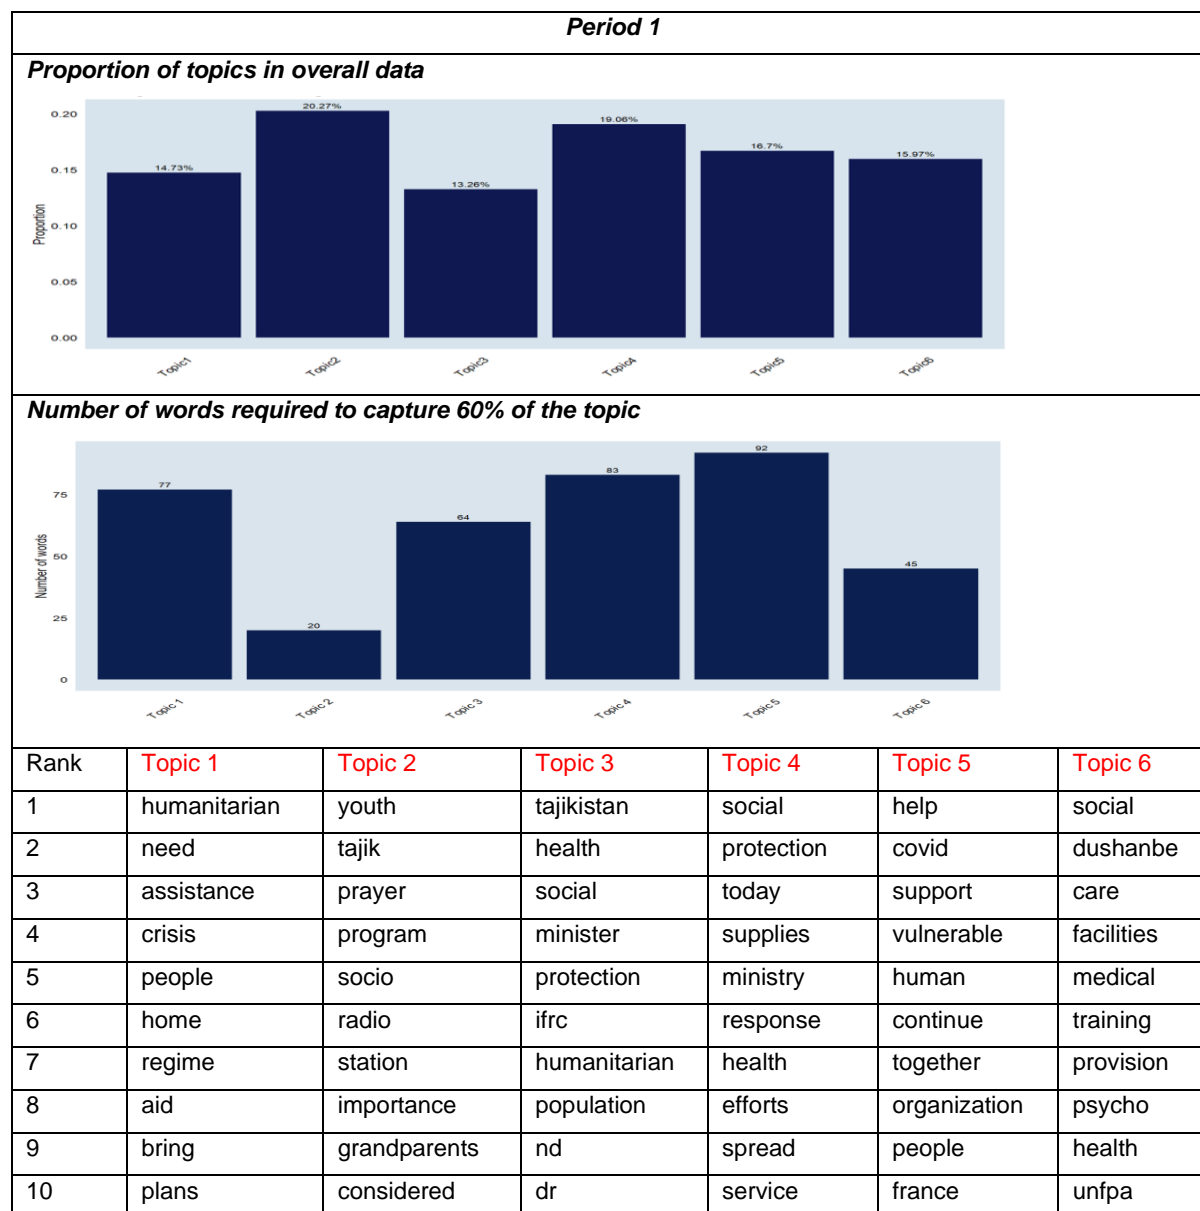 Period 1
Proportion of topics in overall data
0.20
0.15
0.10
0.05
0.00
Proportion
14.73%
20.27%
13.26%
19.06%
16.7%
15.97%
Topic1
Topic2
Topic3
Topic4
Topic5
Topic6
Number of words required to capture 60% of the topic
75
50
25
0
Number of words
77
20
64
83
92
45
Topic 1
Topic 2
Topic 3
Topic 4
Topic 5
Topic 6
Rank Topic 1 Topic 2 Topic 3 Topic 4 Topic 5 Topic 6
1 humanitarian youth tajikistan social help social
2 need tajik health protection covid dushanbe
3 assistance prayer social today support care
4 crisis program minister supplies vulnerable facilities
5 people socio protection ministry human medical
6 home radio ifrc response continue training
7 regime station humanitarian health together provision
8 aid importance population efforts organization psycho
9 bring grandparents nd spread people health
10 plans considered dr service france unfpa